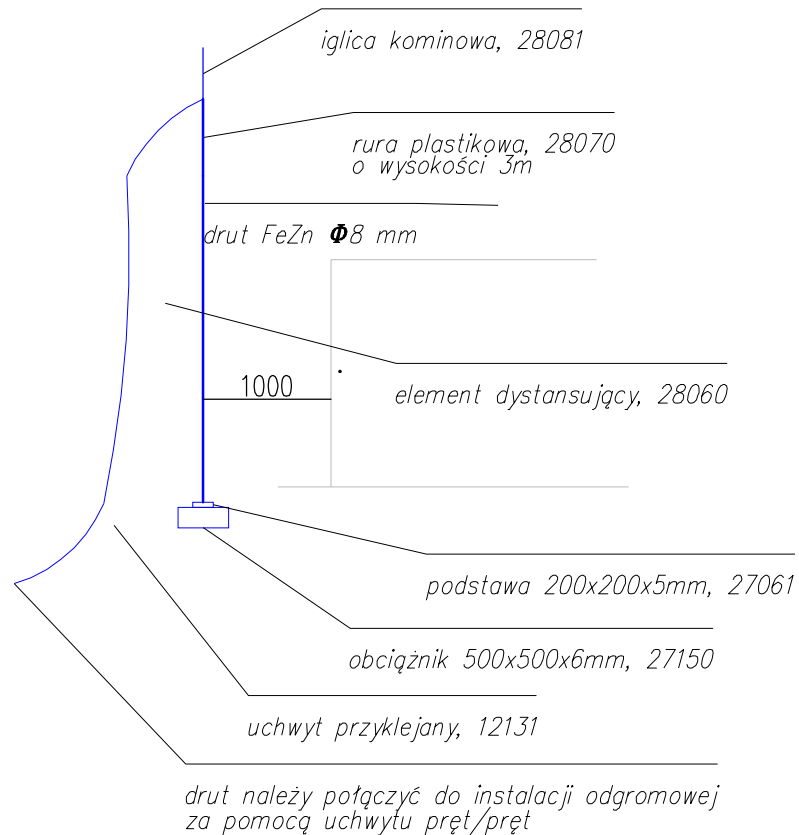 iglica kominowa, 28081
rura plastikowa, 28070
o wysokości 3m
drut FeZn Φ8 mm
1000
element dystansujący, 28060
podstawa 200x200x5mm, 27061
obciążnik 500x500x6mm, 27150
uchwyt przyklejany, 12131
drut należy połączyć do instalacji odgromowej
za pomocą uchwytu pręt/pręt